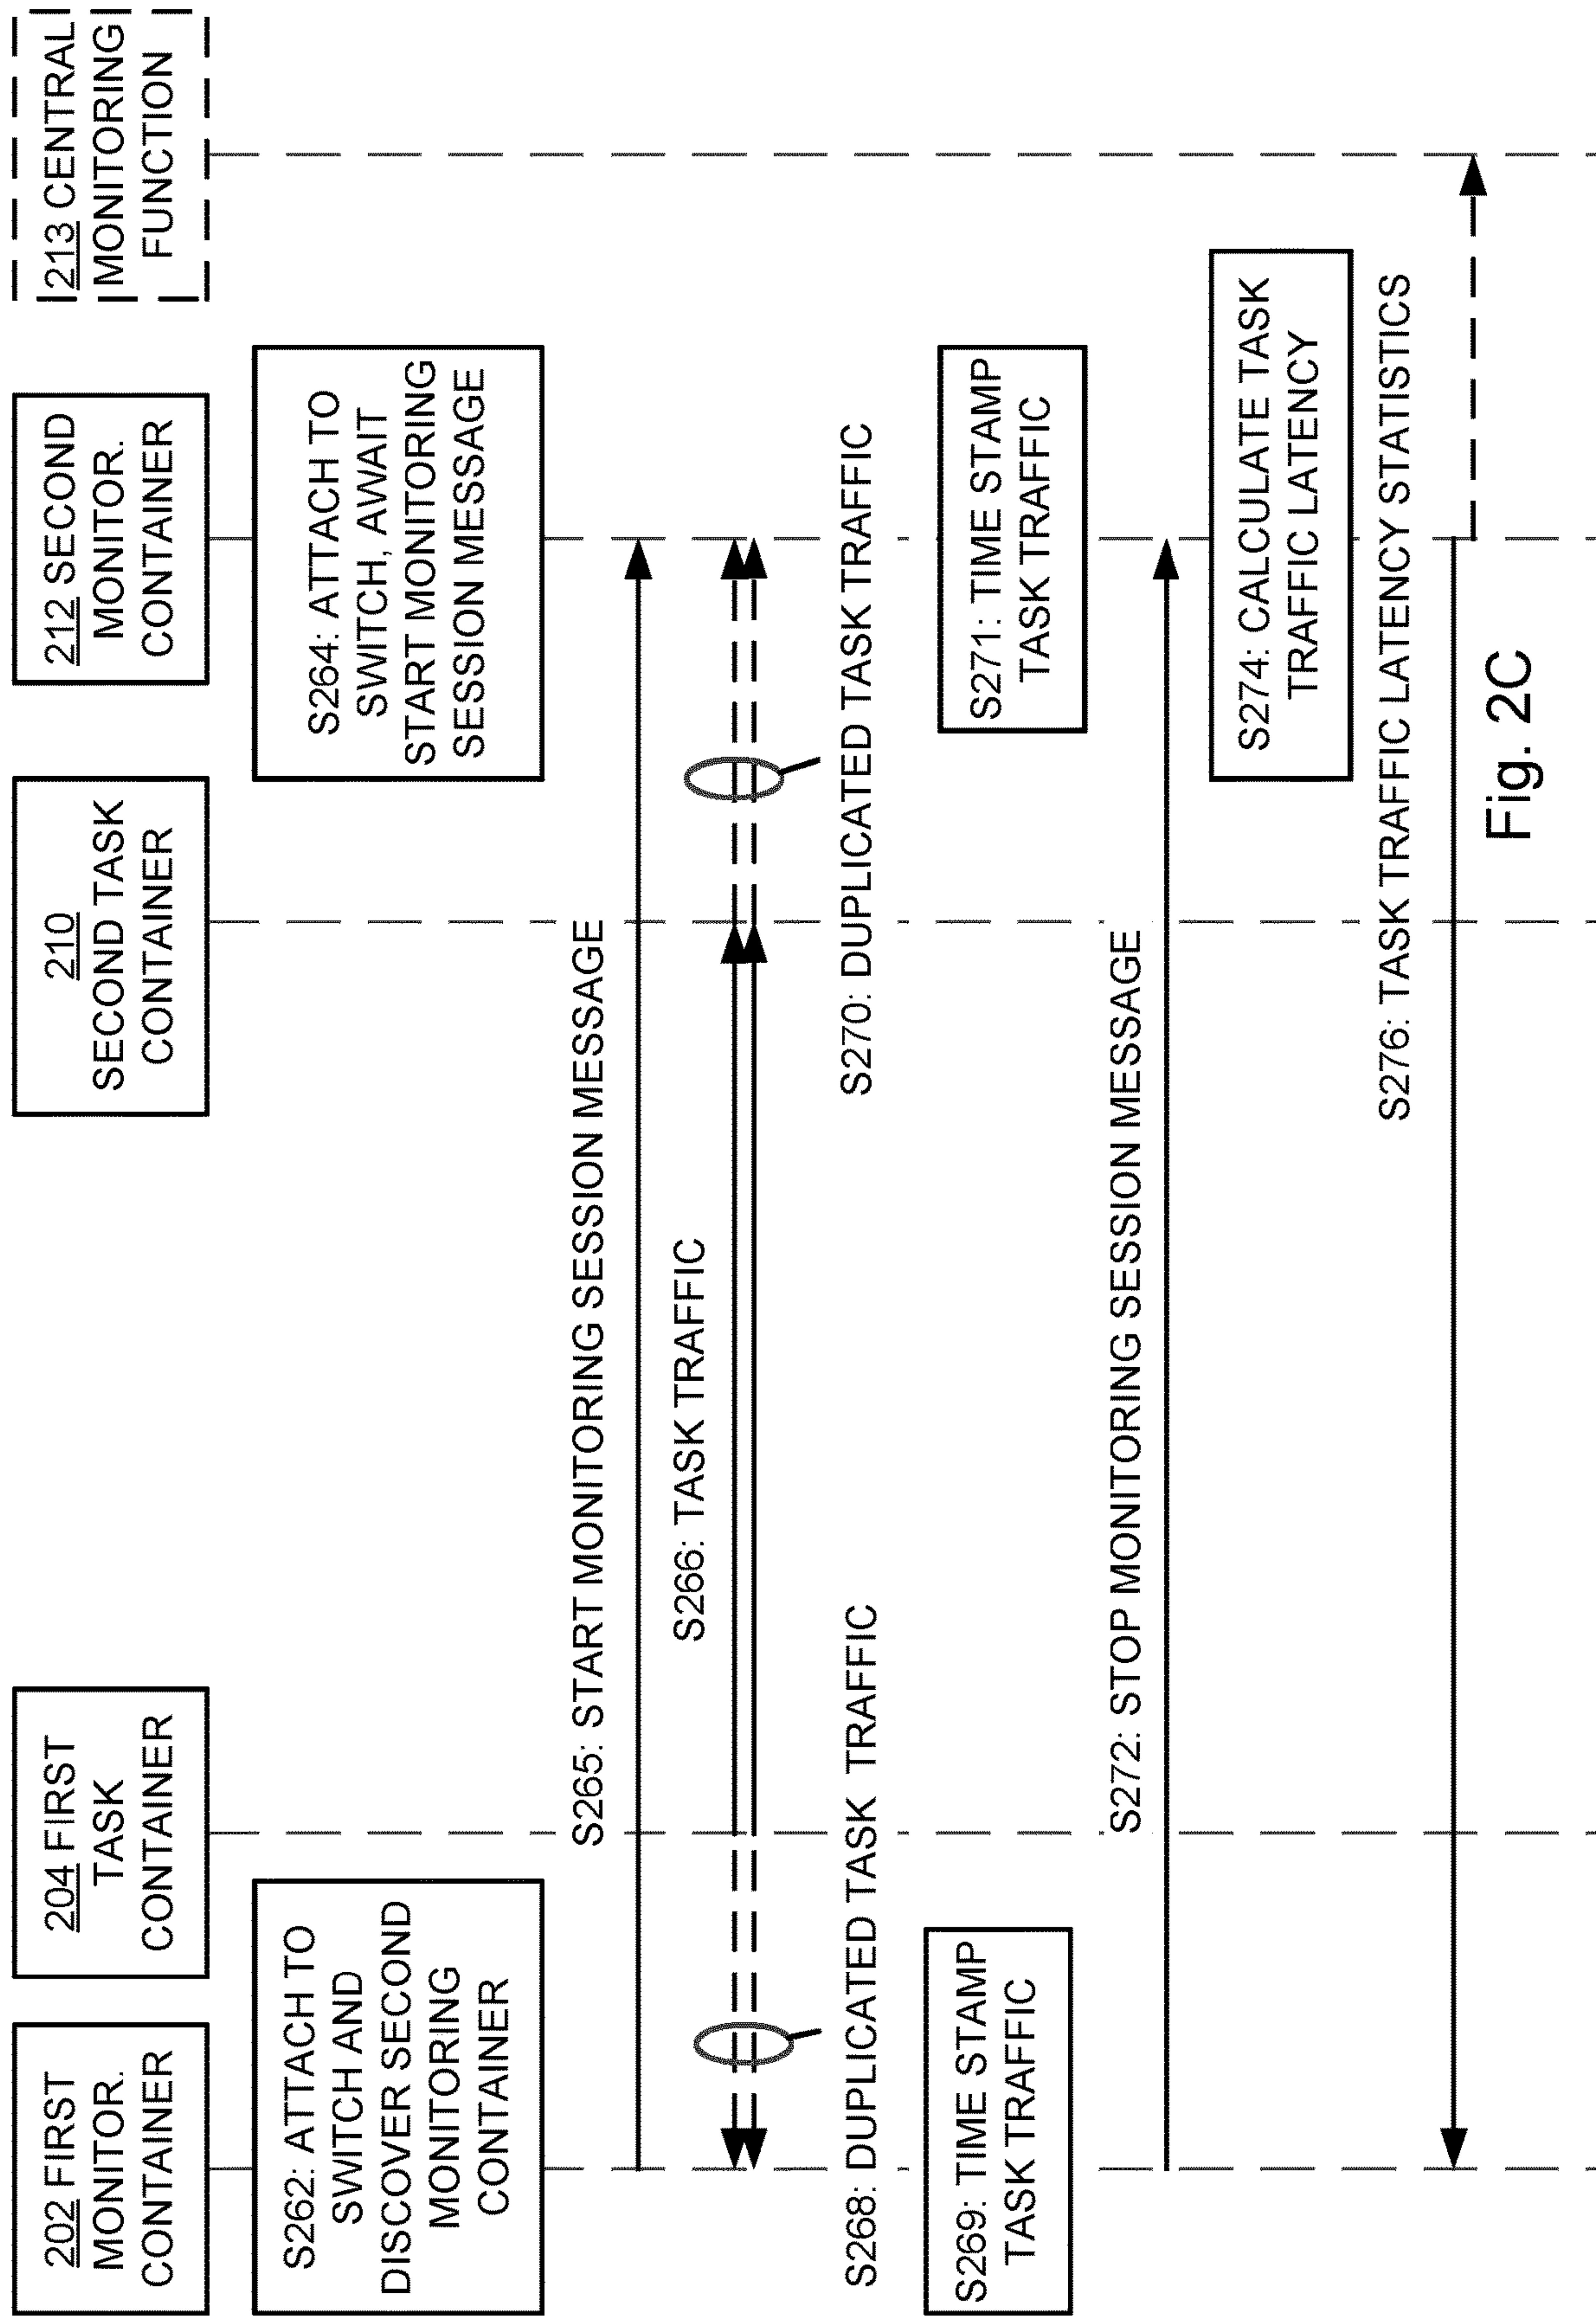 202 FIRST
MONITOR.
CONTAINER
204 FIRST
TASK
CONTAINER
210
SECOND TASK
CONTAINER
212 SECOND
MONITOR.
CONTAINER
213 CENTRAL
MONITORING
FUNCTION
S262: ATTACH TO
SWITCH AND
DISCOVER SECOND
MONITORING
CONTAINER
S264: ATTACH TO
SWITCH, AWAIT
START MONITORING
SESSION MESSAGE
S265: START MONITORING SESSION MESSAGE
S266: TASK TRAFFIC
S268: DUPLICATED TASK TRAFFIC
S270: DUPLICATED TASK TRAFFIC
S269: TIME STAMP
TASK TRAFFIC
S271: TIME STAMP
TASK TRAFFIC
S272: STOP MONITORING SESSION MESSAGE
S274: CALCULATE TASK
TRAFFIC LATENCY
S276: TASK TRAFFIC LATENCY STATISTICS
Fig. 2C